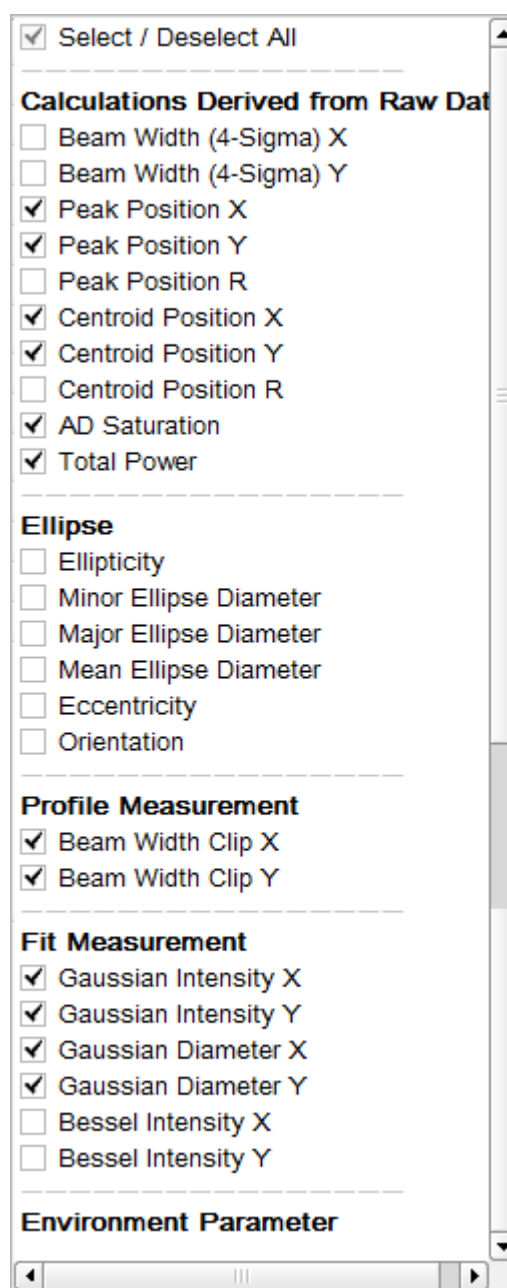 Select / Deselect All
Calculations Derived from Raw Dat
Beam Width (4-Sigma) X
Beam Width (4-Sigma) Y
Peak Position X
Peak Position Y
Peak Position R
Centroid Position X
Centroid Position Y
Centroid Position R
AD Saturation
Total Power
Ellipse
Ellipticity
Minor Ellipse Diameter
Major Ellipse Diameter
Mean Ellipse Diameter
Eccentricity
Orientation
Profile Measurement
Beam Width Clip X
Beam Width Clip Y
Fit Measurement
Gaussian Intensity X
Gaussian Intensity Y
Gaussian Diameter X
Gaussian Diameter Y
Bessel Intensity X
Bessel Intensity Y
Environment Parameter